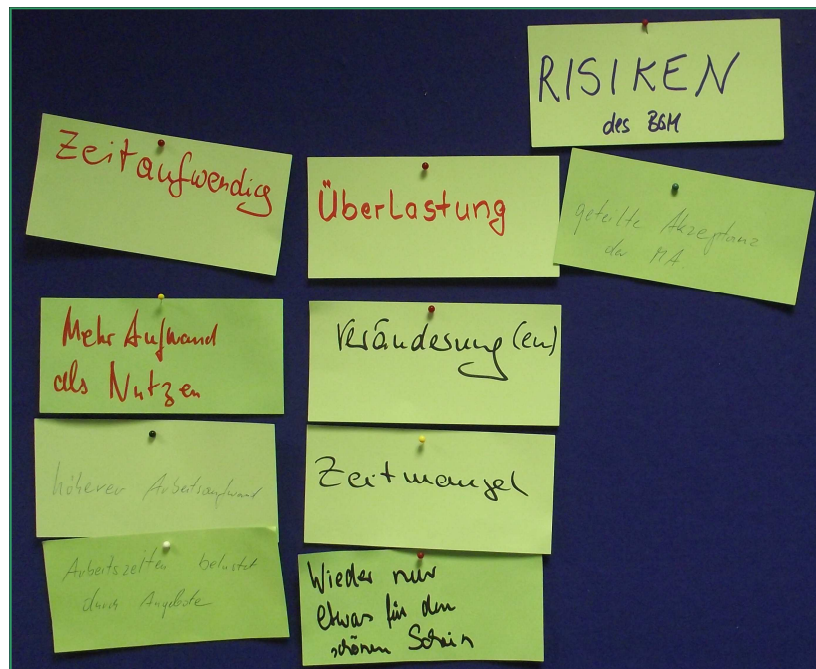 RISIKEN
des BGM
Zeitaufwendig
Überlastung
geteilte Akzeptanz
der MA
Mehr Aufwand
als Nutzen
Veränderung(en)
höherer Arbeitsaufwand
Zeitmangel
Arbeitszeiten belastet
durch Angebote
Wieder nur
etwas für den
schönen Schein